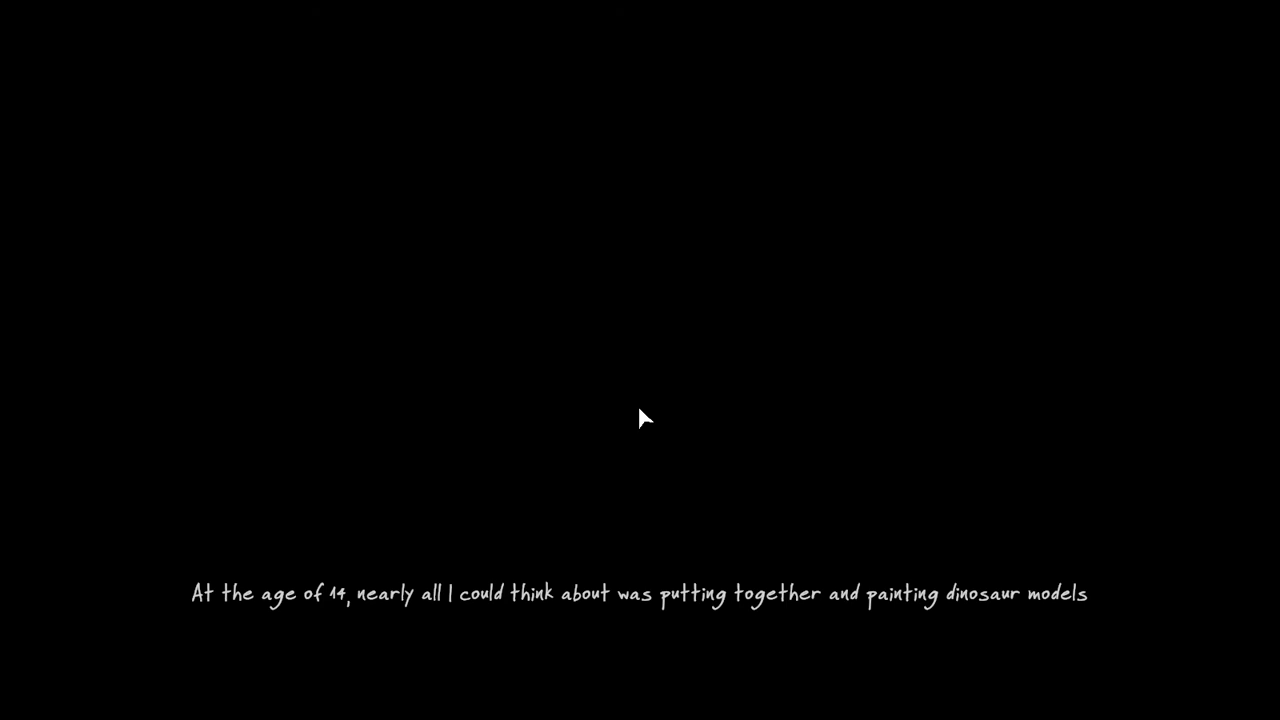 At the age of 14, nearly all I could think about was putting together and painting dinosaur models